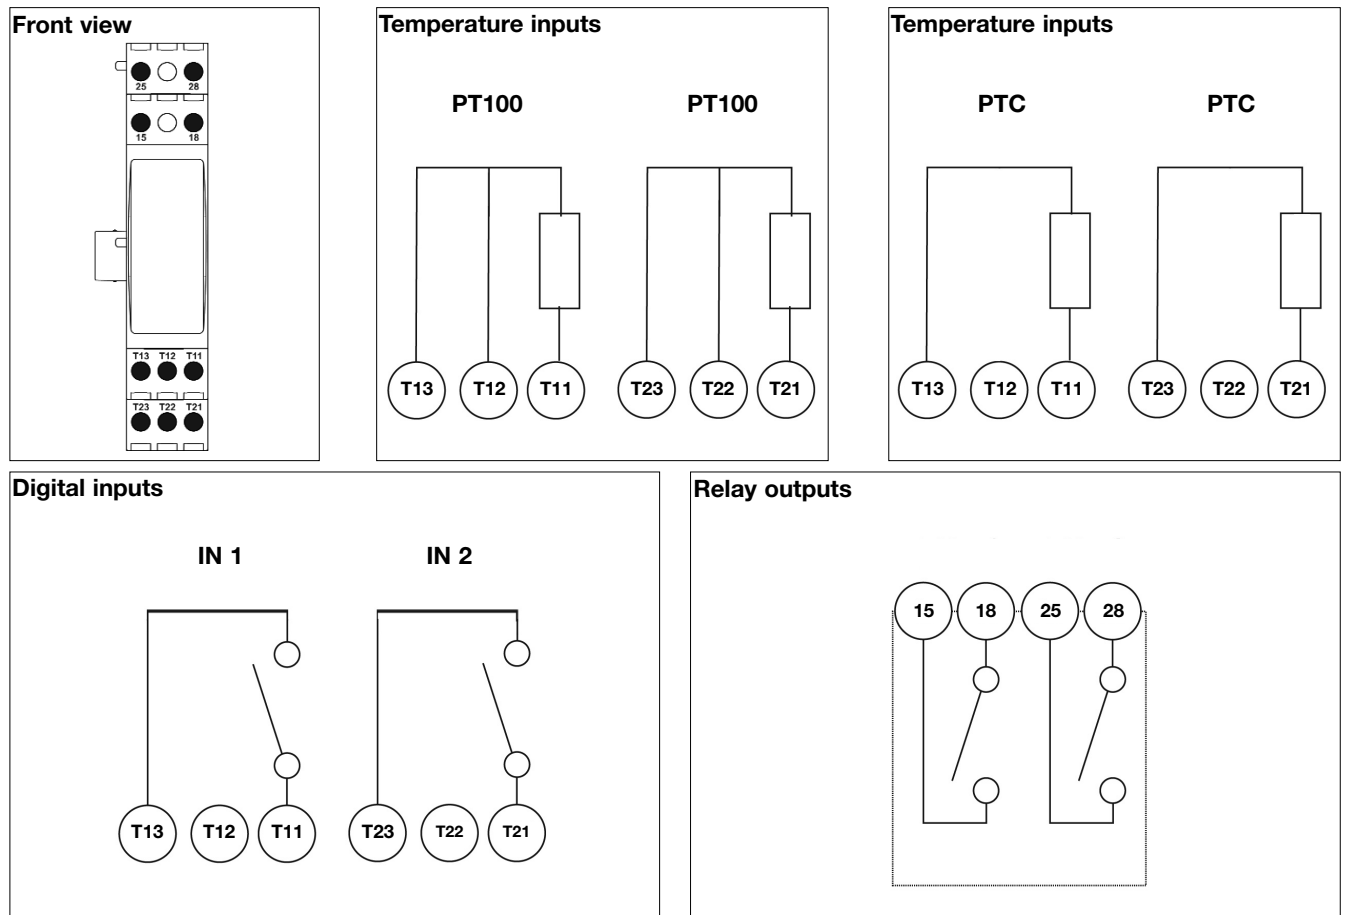 Front view
25 28
15 18
T13 T12 T11
T23 T22 T21
Temperature inputs
PT100 PT100
T13 T12 T11 T23 T22 T21
Temperature inputs
PTC PTC
T13 T12 T11 T23 T22 T21
Digital inputs
IN 1 IN 2
T13 T12 T11 T23 T22 T21
Relay outputs
15 18 25 28